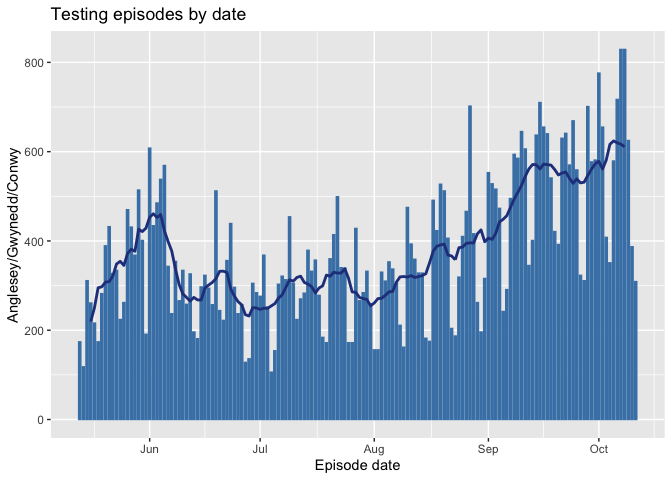 Testing episodes by date
Anglesey/Gwynedd/Conwy
800
600
400
200
0
Jun Jul Aug Sep Oct
Episode date